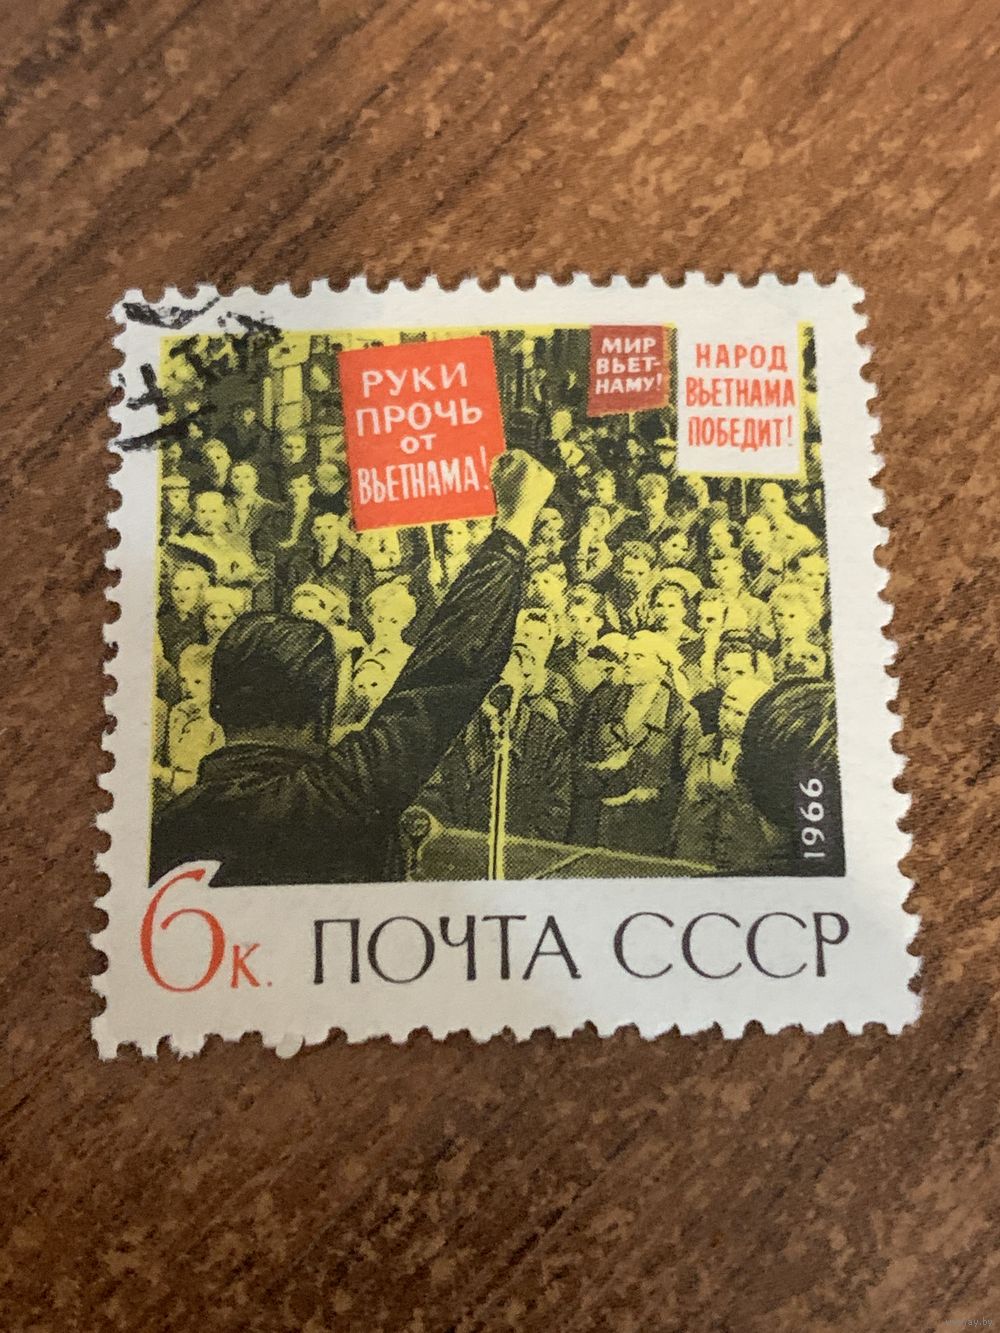 РУКИ
ПРОЧЬ
ОТ
ВЬЕТНАМА!
МИР
ВЬЕТ-
НАМУ!
НАРОД
ВЬЕТНАМА
ПОБЕДИТ!
1966
6к. ПОЧТА СССР